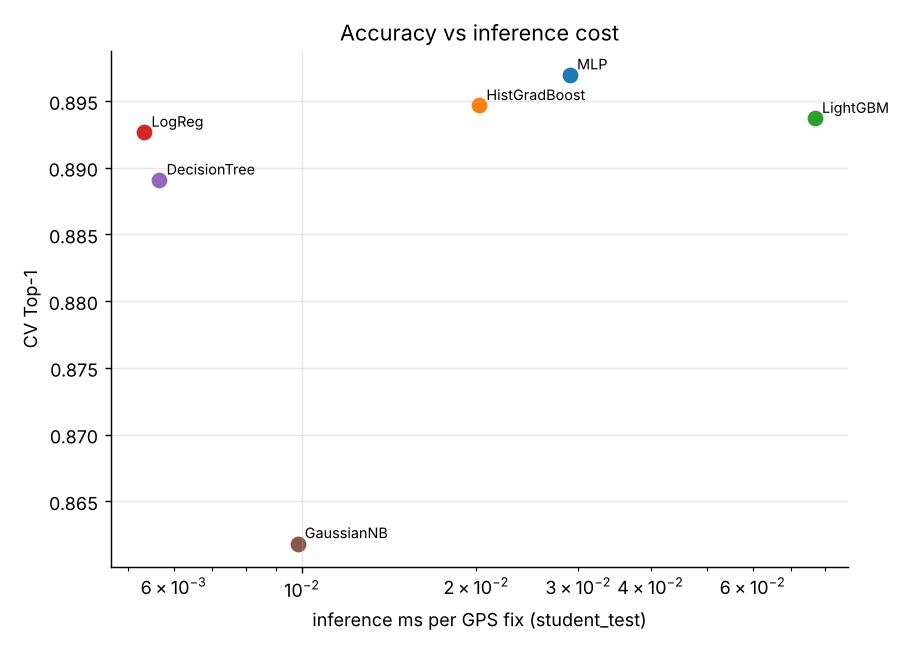 Accuracy vs inference cost
MLP
HistGradBoost
LightGBM
LogReg
DecisionTree
GaussianNB
CV Top-1
0.895
0.890
0.885
0.880
0.875
0.870
0.865
6 × 10⁻³ 10⁻² 2 × 10⁻² 3 × 10⁻² 4 × 10⁻² 6 × 10⁻²
inference ms per GPS fix (student_test)